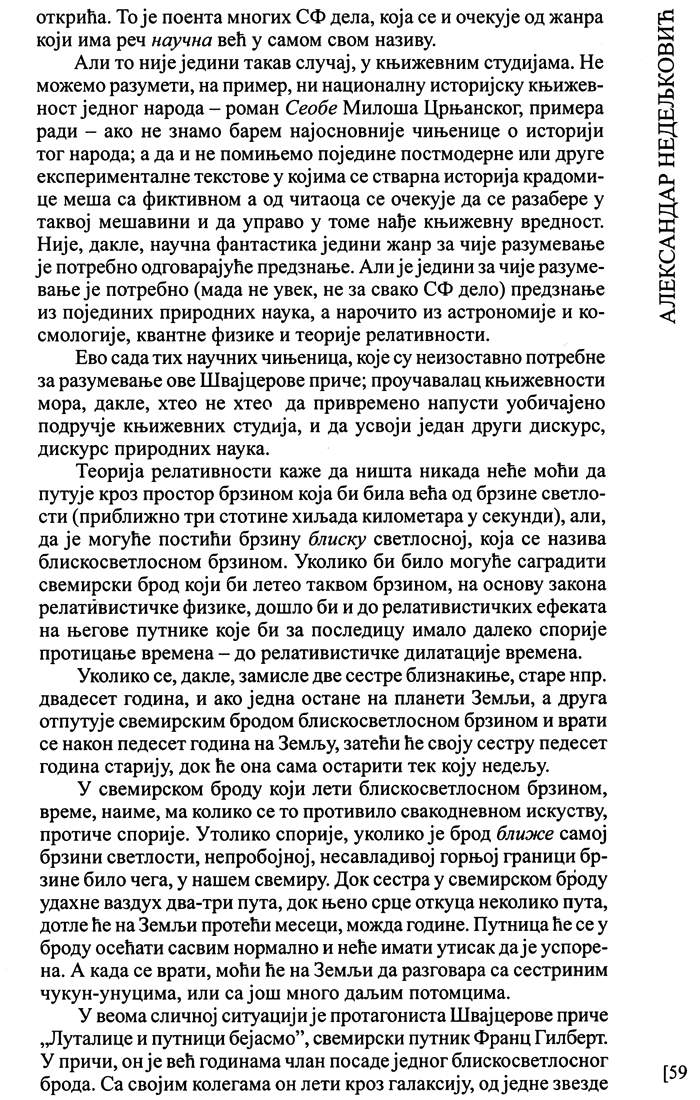 открића. То је поента многих СФ дела, која се и очекује од жанра
који има реч научна већ у самом свом називу.
Али то није једини такав случај, у књижевним студијама. Не
можемо разумети, на пример, ни националну историјску књижев-
ност једног народа – роман Сеобе Милоша Црњанског, примера
ради – ако не знамо барем најосновније чињенице о историји
тог народа; а да и не помињемо поједине постмодерне или друге
експерименталне текстове у којима се стварна историја крадоми-
це меша са фиктивном а од читаоца се очекује да се разабере у
таквој мешавини и да управо у томе нађе књижевну вредност.
Није, дакле, научна фантастика једини жанр за чије разумевање
је потребно одговарајуће предзнање. Али је једини за чије разуме-
вање је потребно (мада не увек, не за свако СФ дело) предзнање
из појединих природних наука, а нарочито из астрономије и ко-
смологије, квантне физике и теорије релативности.
Ево сада тих научних чињеница, које су неизоставно потребне
за разумевање ове Швајцерове приче; проучавалац књижевности
мора, дакле, хтео не хтео да привремено напусти уобичајено
подручје књижевних студија, и да усвоји један други дискурс,
дискурс природних наука.
Теорија релативности каже да ништа никада неће моћи да
путује кроз простор брзином која би била већа од брзине светло-
сти (приближно три стотине хиљада километара у секунди), али,
да је могуће постићи брзину блиску светлосној, која се назива
блискосветлосном брзином. Уколико би било могуће саградити
свемирски брод који би летео таквом брзином, на основу закона
релативистичке физике, дошло би и до релативистичких ефеката
на његове путнике које би за последицу имало далеко спорије
протицање времена – до релативистичке дилатације времена.
Уколико се, дакле, замисле две сестре близнакиње, старе нпр.
двадесет година, и ако једна остане на планети Земљи, а друга
отпутује свемирским бродом блискосветлосном брзином и врати
се након педесет година на Земљу, затећи ће своју сестру педесет
година старију, док ће она сама остарити тек коју недељу.
У свемирском броду који лети блискосветлосном брзином,
време, наиме, ма колико се то противило свакодневном искуству,
протиче спорије. Утолико спорије, уколико је брод ближе самој
брзини светлости, непробојној, несавладивој горњој граници бр-
зине било чега, у нашем свемиру. Док сестра у свемирском броду
удахне ваздух два-три пута, док њено срце откуца неколико пута,
дотле ће на Земљи протећи месеци, можда године. Путница ће се у
броду осећати сасвим нормално и неће имати утисак да је успоре-
на. А када се врати, моћи ће на Земљи да разговара са сестриним
чукун-унуцима, или са још много даљим потомцима.
У веома сличној ситуацији је протагониста Швајцерове приче
„Луталице и путници бејасмо”, свемирски путник Франц Гилберт.
У причи, он је већ годинама члан посаде једног блискосветлосног
брода. Са својим колегама он лети кроз галаксију, од једне звезде
АЛЕКСАНДАР НЕДЕЉКОВИЋ
[59